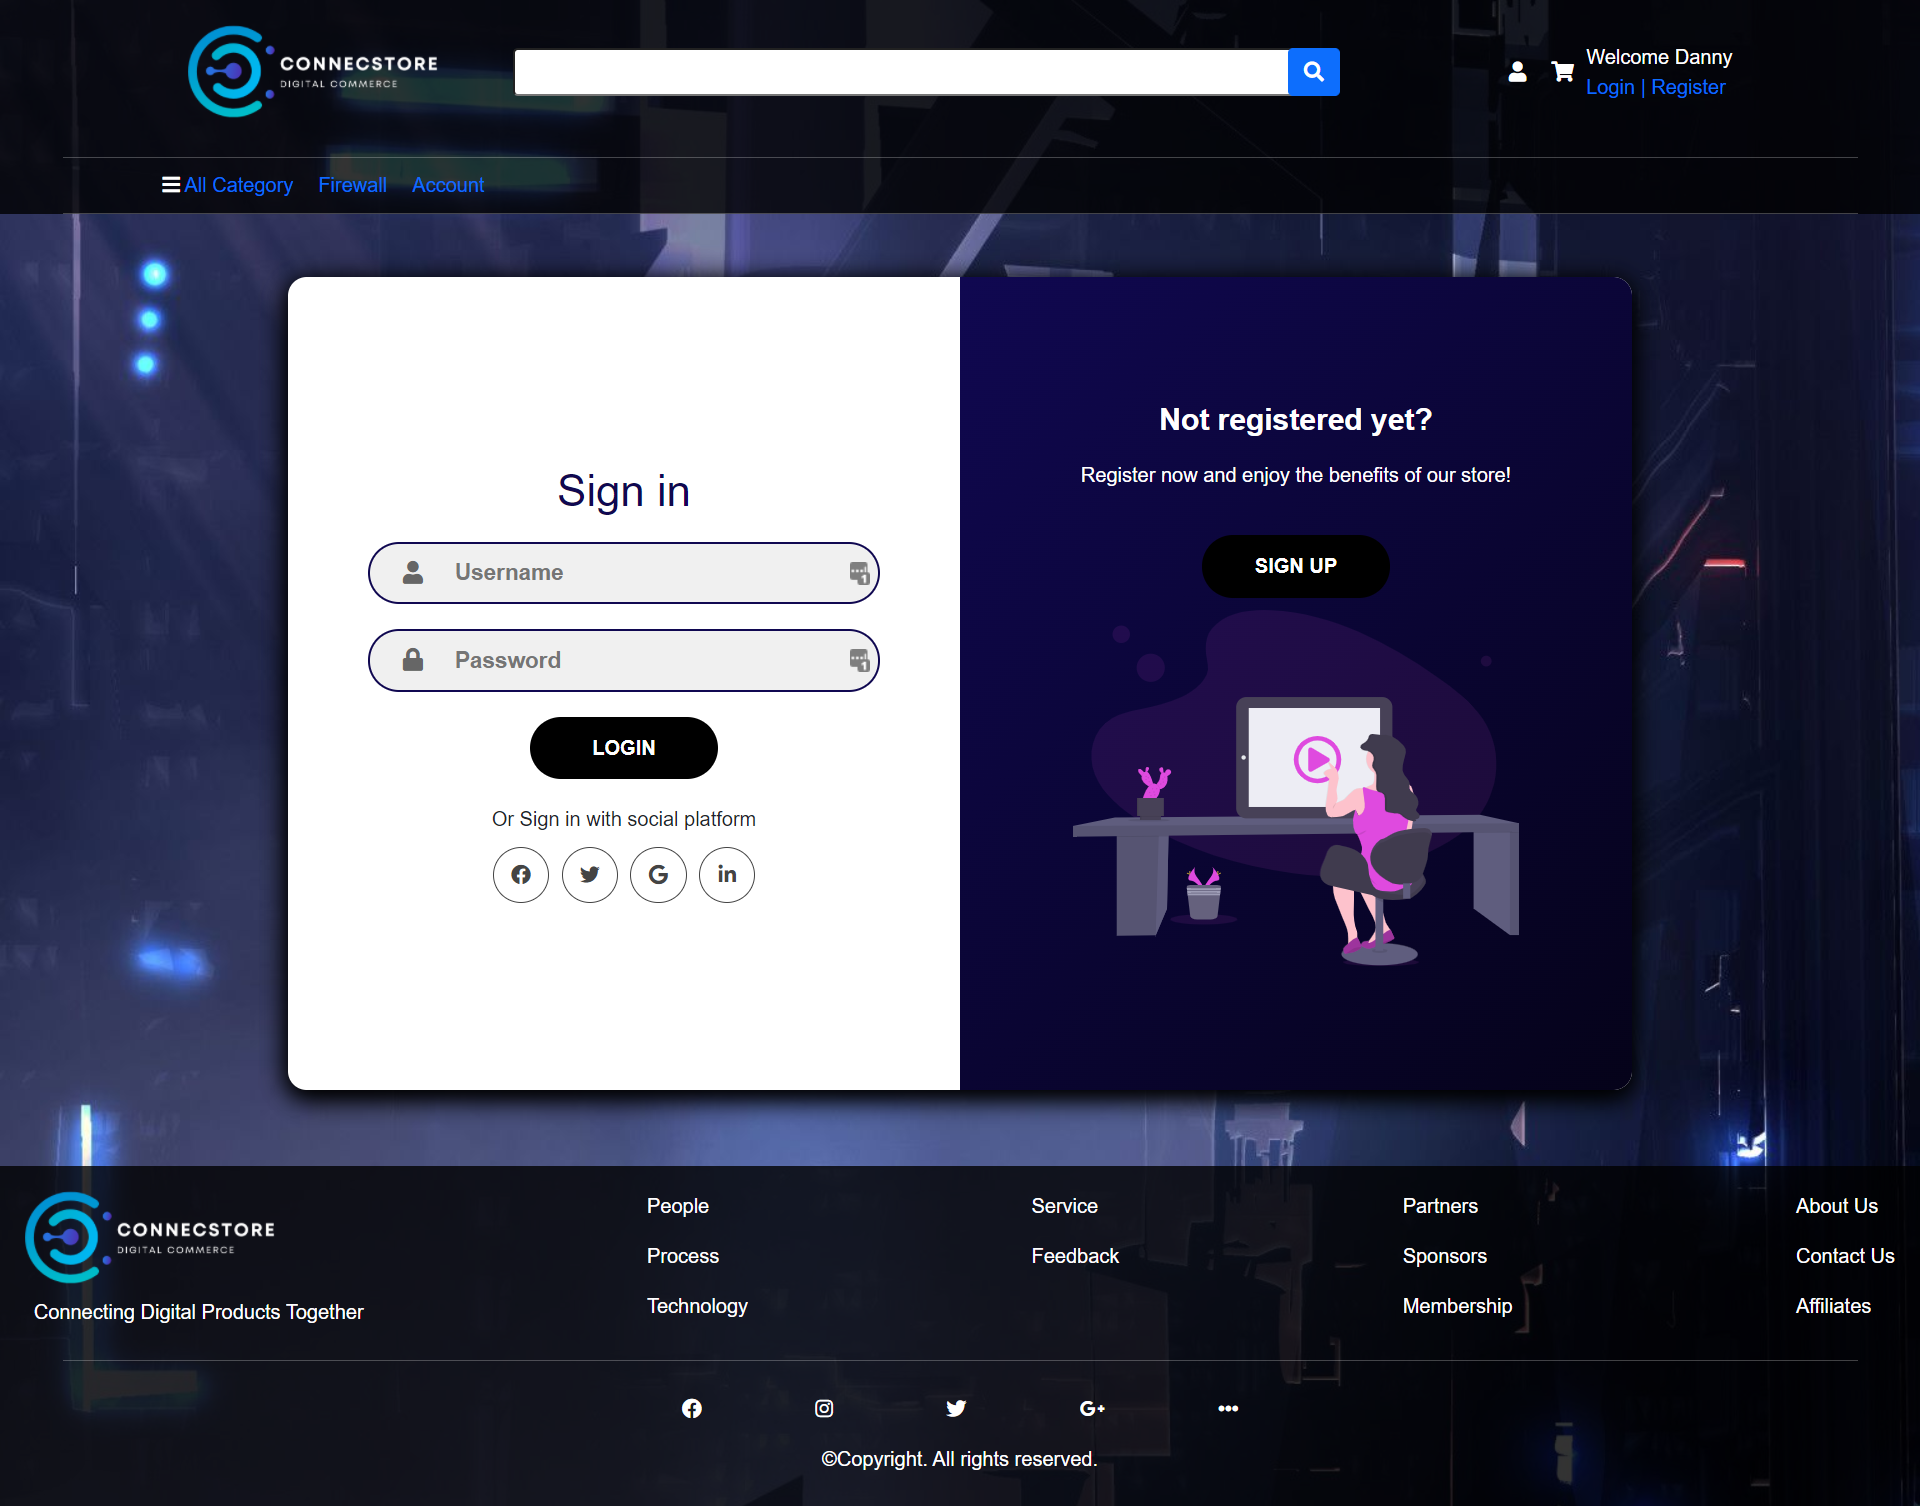 CONNECSTORE
DIGITAL COMMERCE
Welcome Danny
Login | Register
All Category Firewall Account
Sign in
Username
1
Password
1
LOGIN
Or Sign in with social platform
Not registered yet?
Register now and enjoy the benefits of our store!
SIGN UP
CONNECSTORE
DIGITAL COMMERCE
Connecting Digital Products Together
People
Process
Technology
Service
Feedback
Partners
Sponsors
Membership
About Us
Contact Us
Affiliates
©Copyright. All rights reserved.